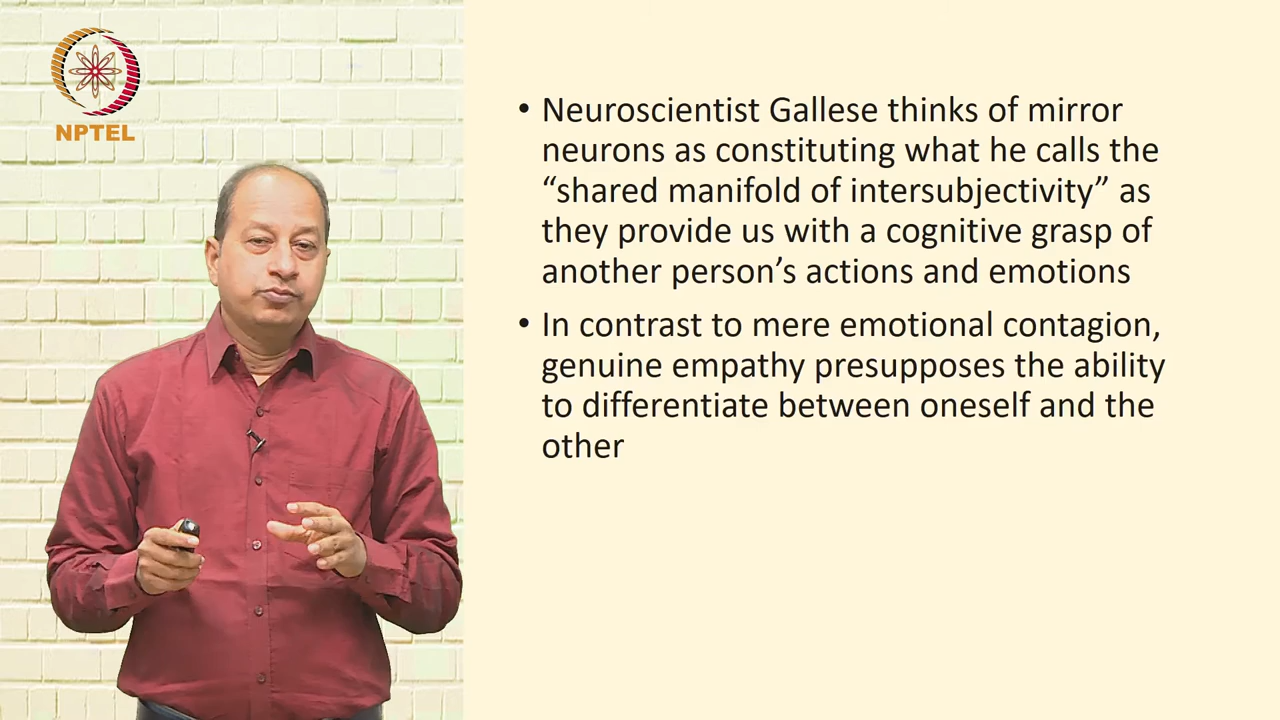 NPTEL
• Neuroscientist Gallese thinks of mirror
neurons as constituting what he calls the
“shared manifold of intersubjectivity” as
they provide us with a cognitive grasp of
another person’s actions and emotions
• In contrast to mere emotional contagion,
genuine empathy presupposes the ability
to differentiate between oneself and the
other